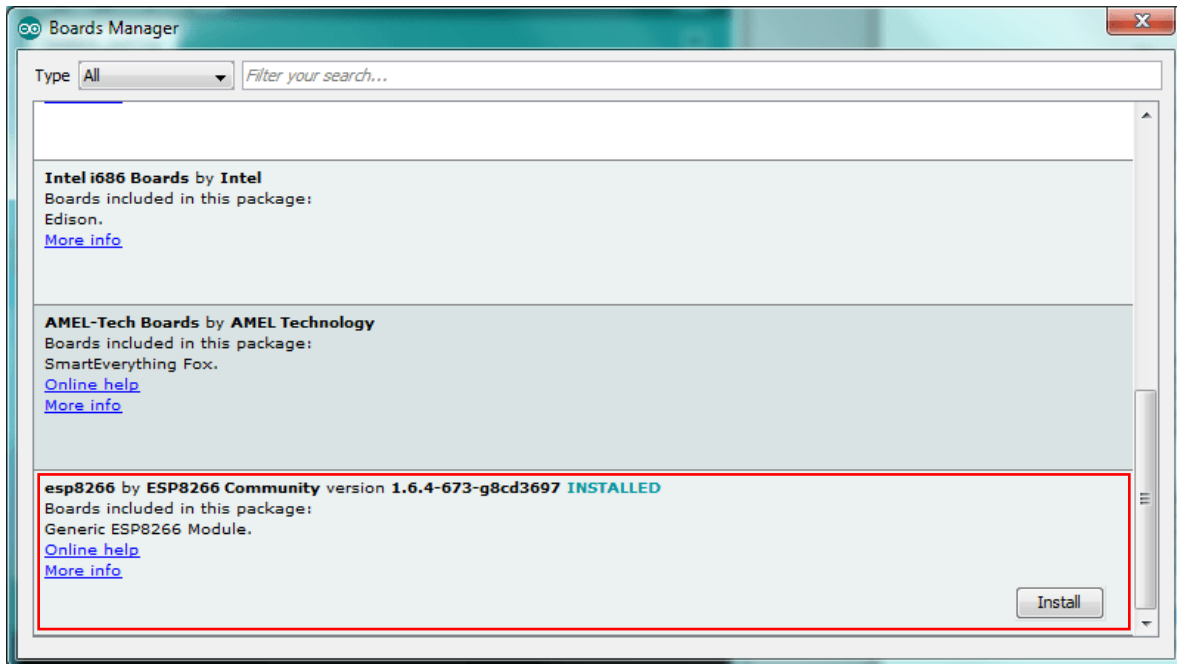 Boards Manager
Type All Filter your search...
Intel i686 Boards by Intel
Boards included in this package:
Edison.
More info
AMEL-Tech Boards by AMEL Technology
Boards included in this package:
SmartEverything Fox.
Online help
More info
esp8266 by ESP8266 Community version 1.6.4-673-g8cd3697 INSTALLED
Boards included in this package:
Generic ESP8266 Module.
Online help
More info
Install